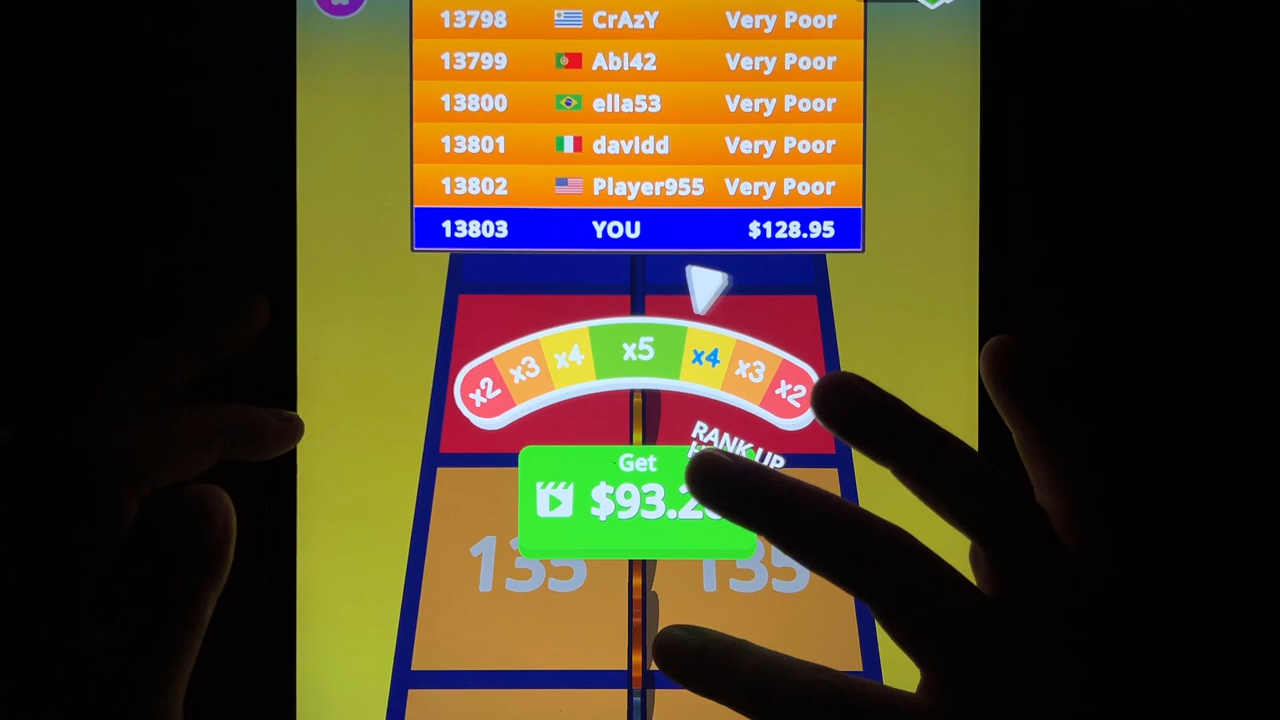 13798 CrAzY Very Poor
13799 Abi42 Very Poor
13800 ella53 Very Poor
13801 davidd Very Poor
13802 Player955 Very Poor
13803 YOU $128.95
x2 x3 x4 x5 x4 x3 x2
RANK UP
Get
135 135